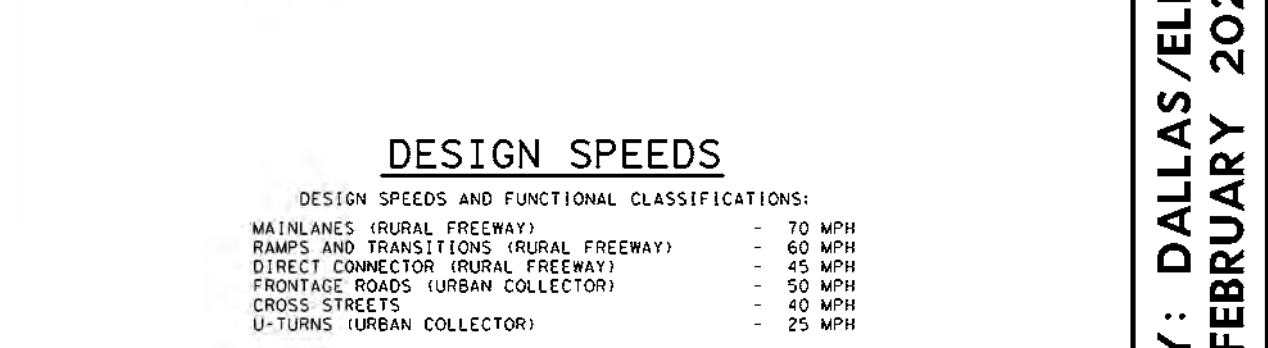 DESIGN SPEEDS
DESIGN SPEEDS AND FUNCTIONAL CLASSIFICATIONS:
MAINLANES (RURAL FREEWAY) - 70 MPH
RAMPS AND TRANSITIONS (RURAL FREEWAY) - 60 MPH
DIRECT CONNECTOR (RURAL FREEWAY) - 45 MPH
FRONTAGE ROADS (URBAN COLLECTOR) - 50 MPH
CROSS STREETS - 40 MPH
U-TURNS (URBAN COLLECTOR) - 25 MPH
DALLAS/
FEBRUARY